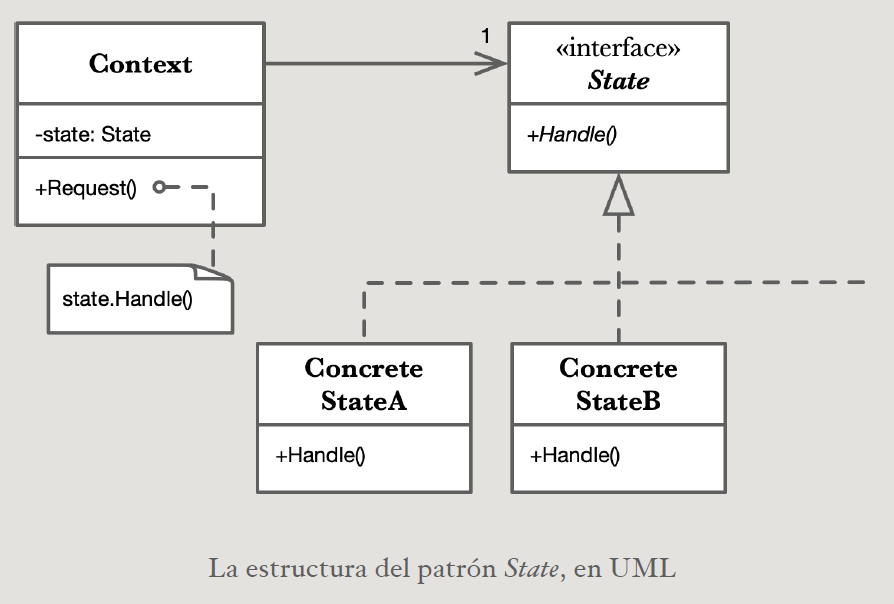 Context
-state: State
+Request()
state.Handle()
1
«interface»
State
+Handle()
Concrete
StateA
+Handle()
Concrete
StateB
+Handle()
La estructura del patrón State, en UML